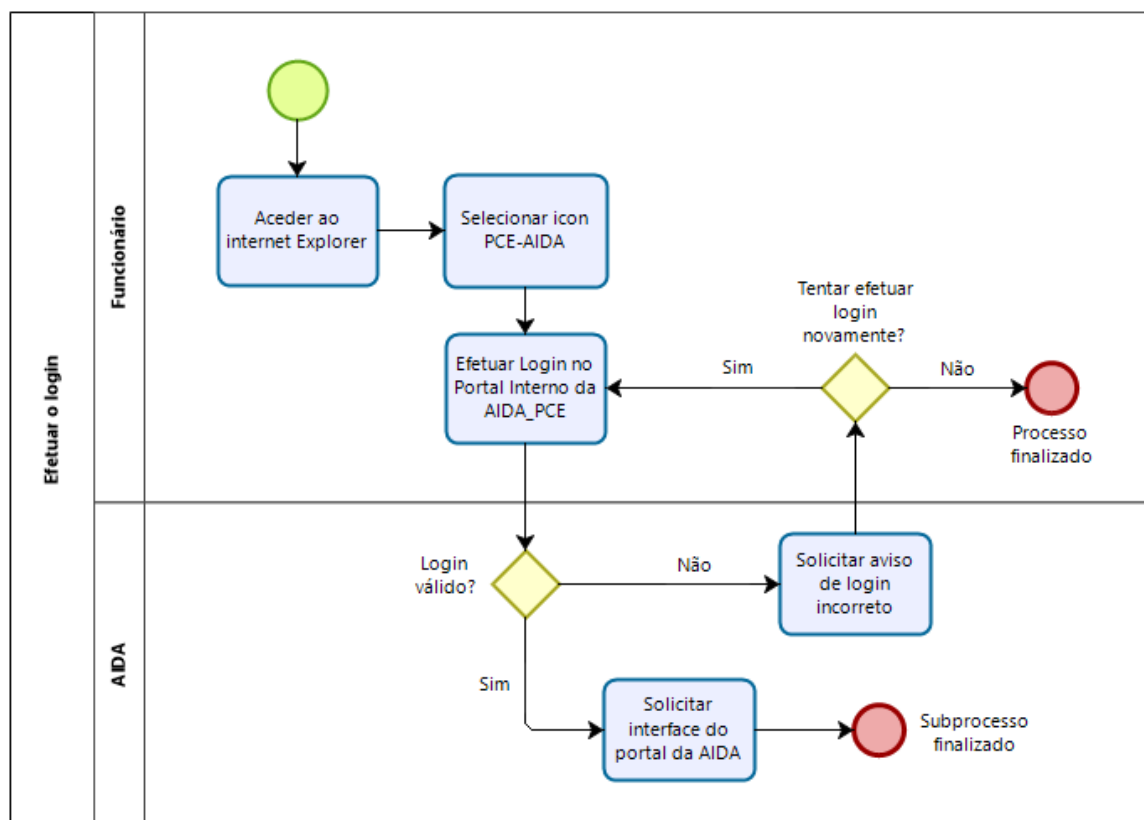 Efetuar o login
Funcionário
Aceder ao
internet Explorer
Selecionar icon
PCE-AIDA
Tentar efetuar
login
novamente?
Efetuar Login no
Portal Interno da
AIDA_PCE
Sim
Não
Processo
finalizado
AIDA
Login
válido?
Não
Solicitar aviso
de login
incorreto
Sim
Solicitar
interface do
portal da AIDA
Subprocesso
finalizado